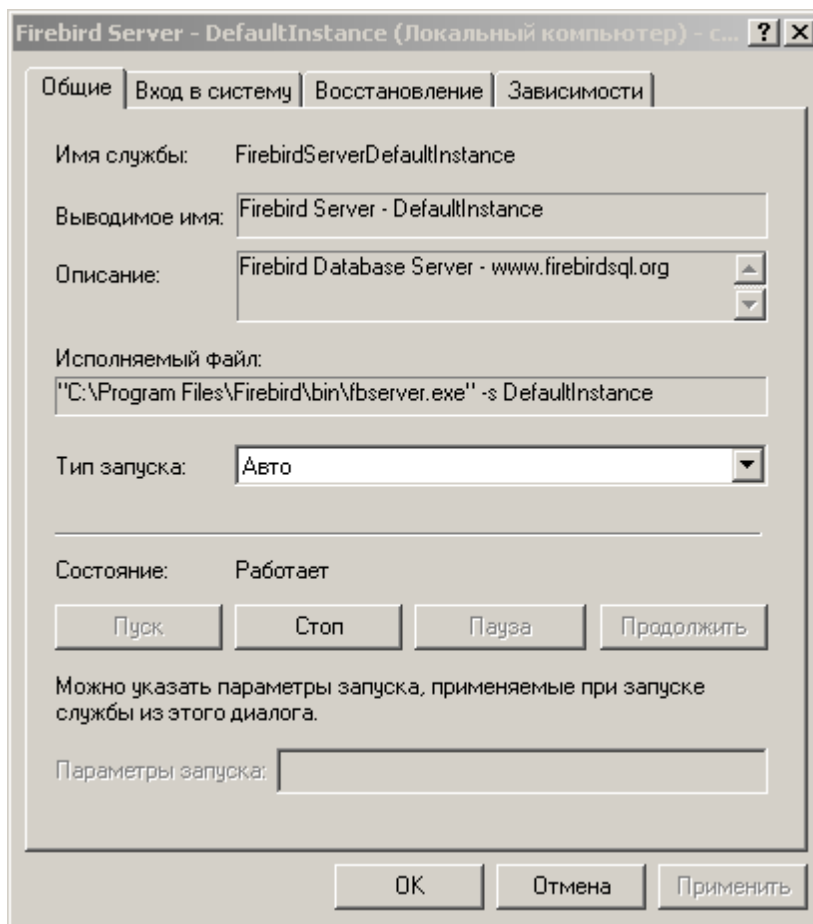 Firebird Server - DefaultInstance (Локальный компьютер) - с...
Общие Вход в систему Восстановление Зависимости
Имя службы: FirebirdServerDefaultInstance
Выводимое имя: Firebird Server - DefaultInstance
Описание: Firebird Database Server - www.firebirdsql.org
Исполняемый файл:
"C:\Program Files\Firebird\bin\fbserver.exe" -s DefaultInstance
Тип запуска: Авто
Состояние: Работает
Пуск Стоп Пауза Продолжить
Можно указать параметры запуска, применяемые при запуске
службы из этого диалога.
Параметры запуска:
OK Отмена Применить